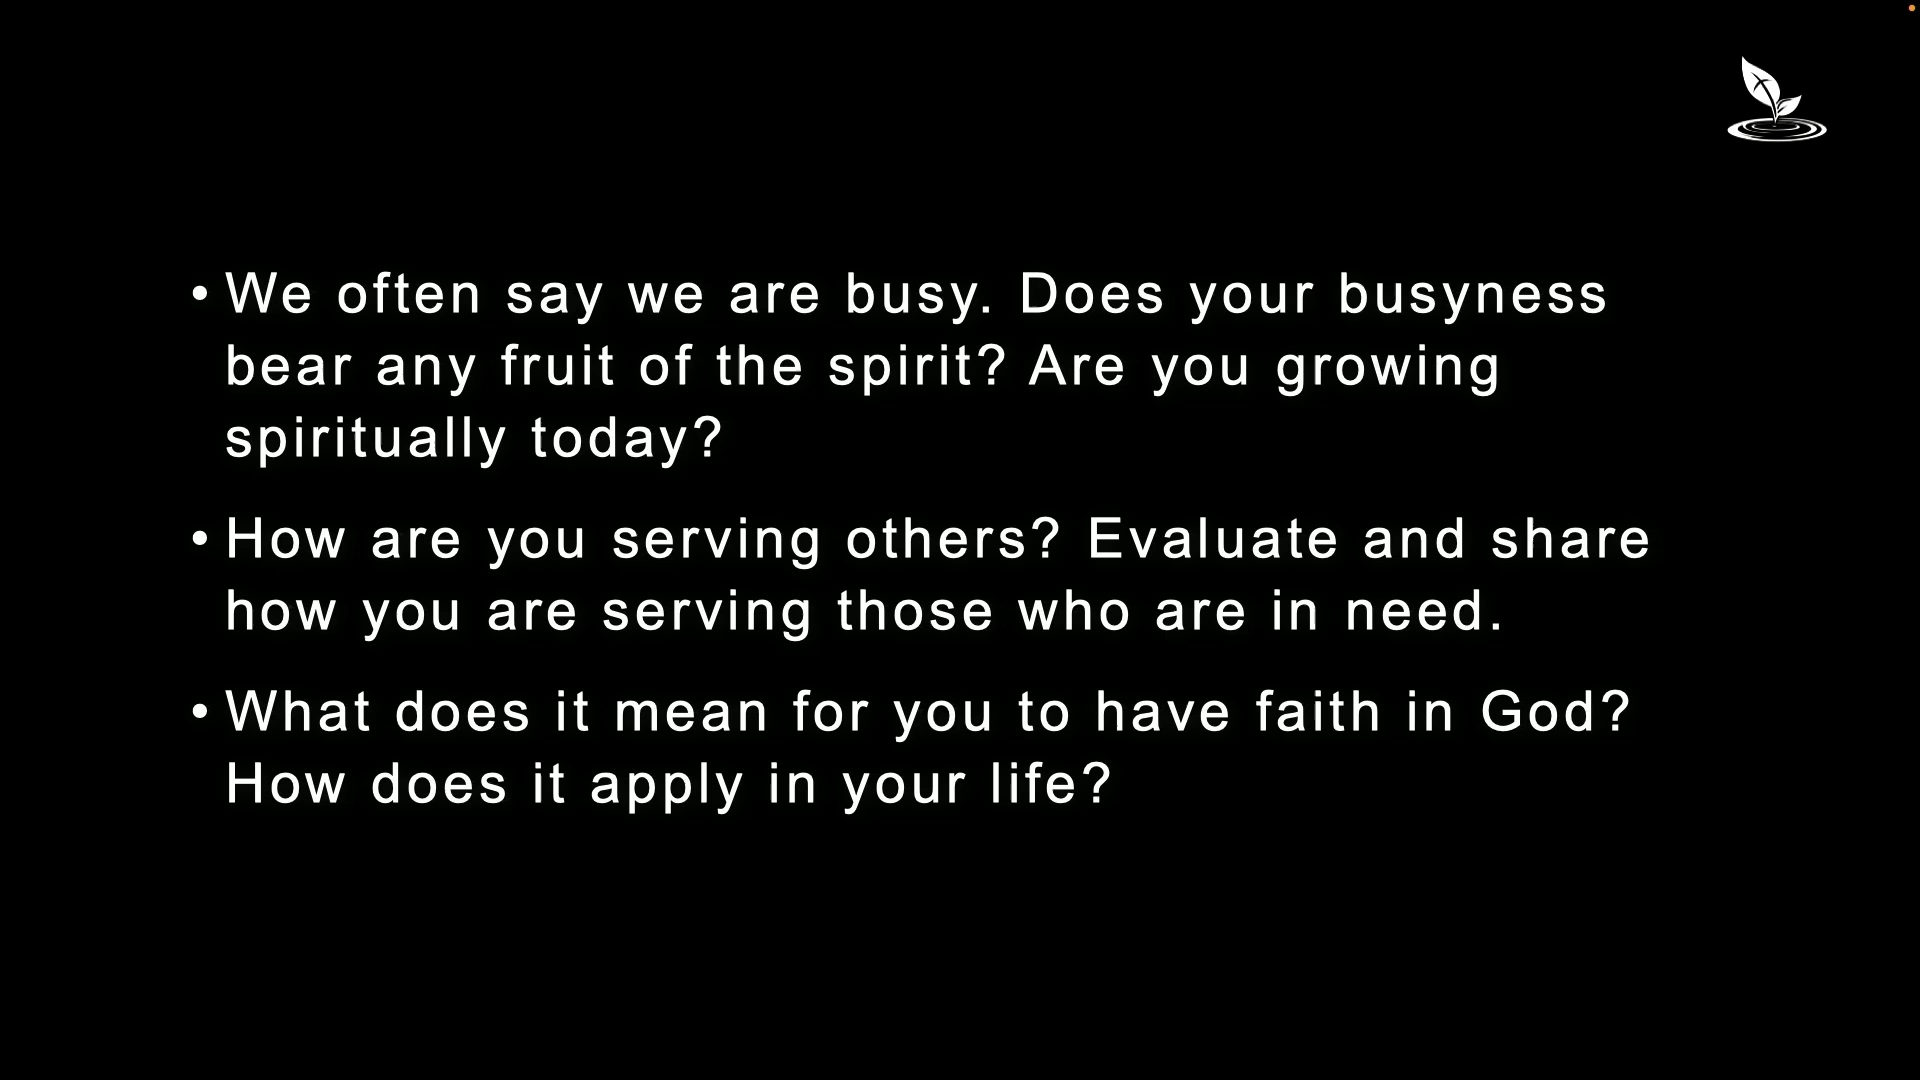 • We often say we are busy. Does your busyness
bear any fruit of the spirit? Are you growing
spiritually today?
• How are you serving others? Evaluate and share
how you are serving those who are in need.
• What does it mean for you to have faith in God?
How does it apply in your life?